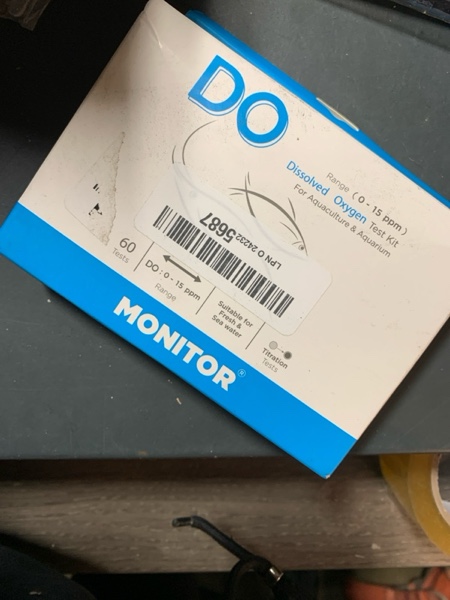 DO
Range (0 - 15 ppm)
Dissolved Oxygen Test Kit
For Aquaculture & Aquarium
LPN 0 24232 5687
60
Tests
DO : 0 - 15 ppm
Range
Suitable for
Fresh &
Sea water
Titration
Tests
MONITOR®